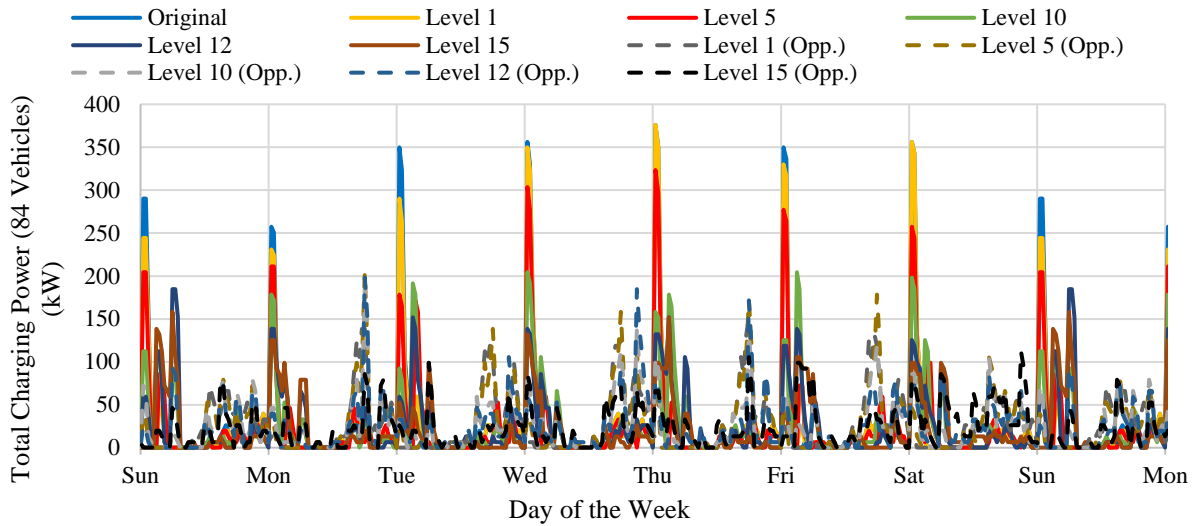 Original Level 1 Level 5 Level 10
Level 12 Level 15 Level 1 (Opp.) Level 5 (Opp.)
Level 10 (Opp.) Level 12 (Opp.) Level 15 (Opp.)
Total Charging Power (84 Vehicles)
(kW)
400
350
300
250
200
150
100
50
0
Sun Mon Tue Wed Thu Fri Sat Sun Mon
Day of the Week